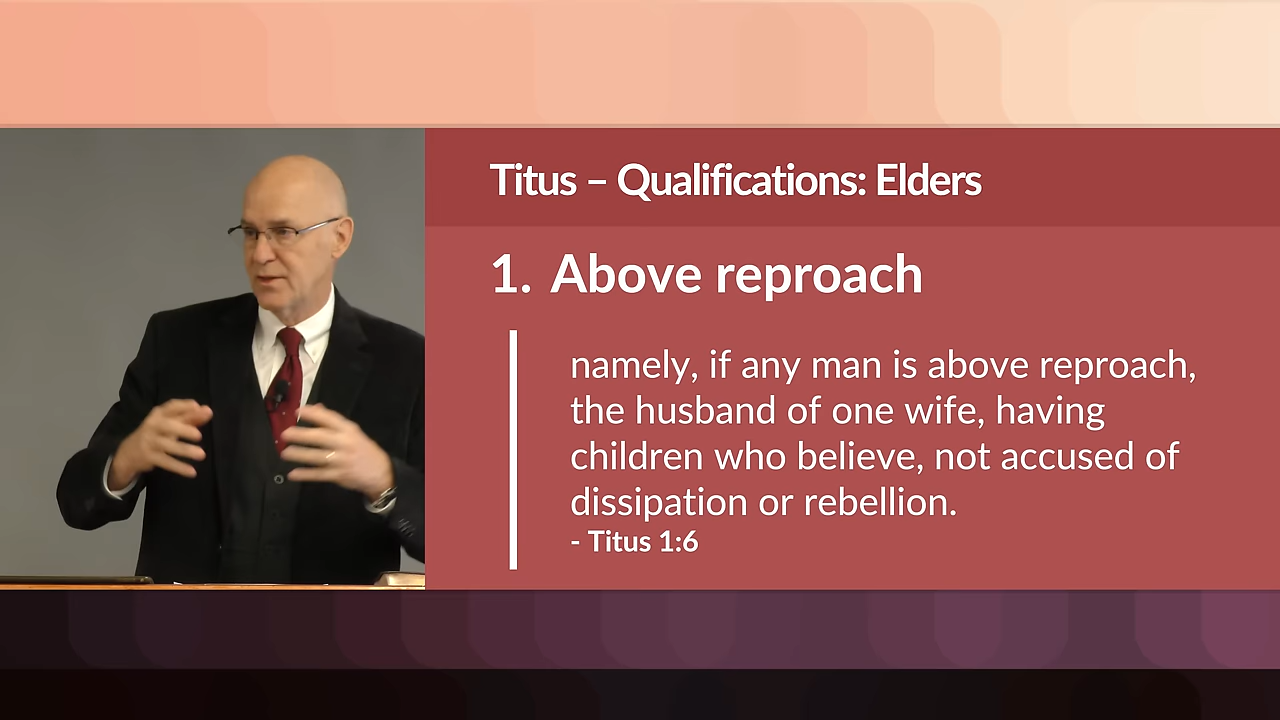 Titus – Qualifications: Elders
1. Above reproach
namely, if any man is above reproach,
the husband of one wife, having
children who believe, not accused of
dissipation or rebellion.
- Titus 1:6